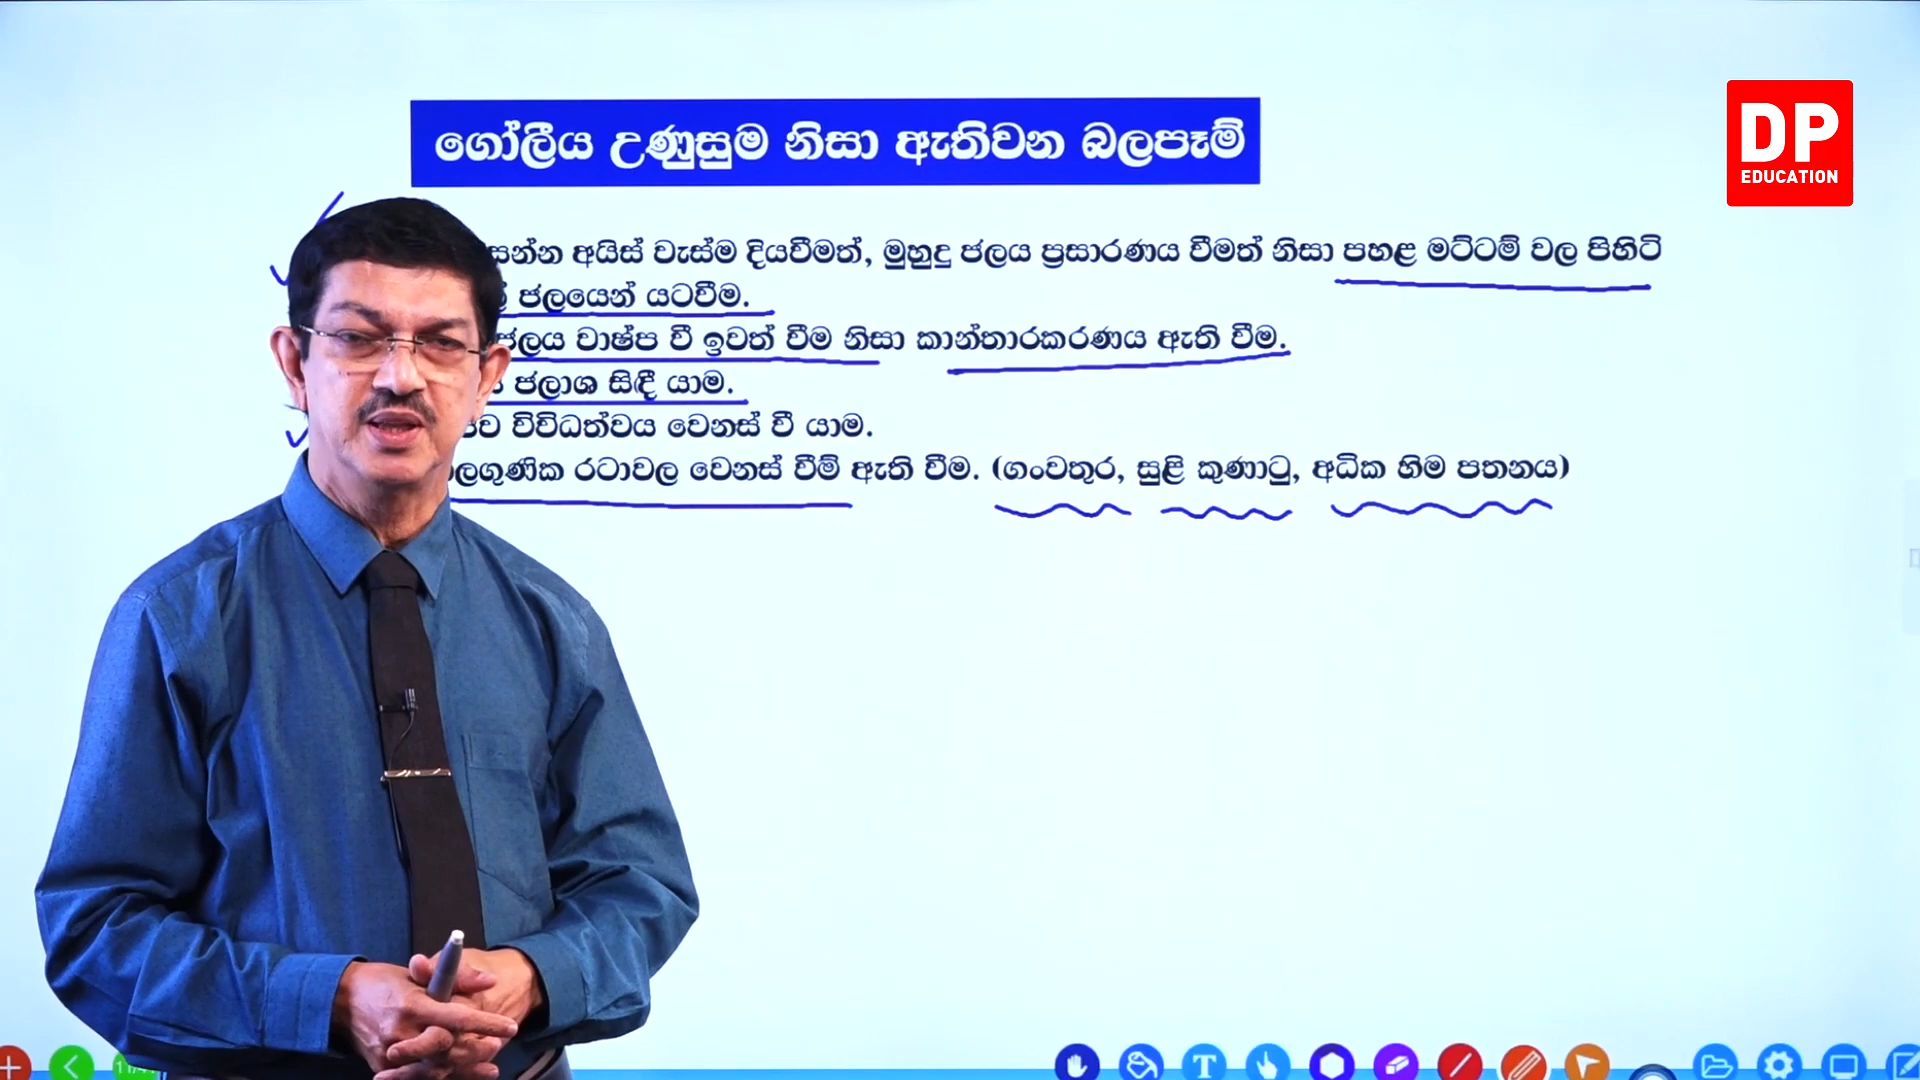 ගෝලීය උණුසුම නිසා ඇතිවන බලපෑම්
DP
EDUCATION
අයිස් වැස්ම දියවීමත්, මුහුදු ජලය ප්‍රසාරණය වීමත් නිසා පහළ මට්ටම් වල පිහිටි
ජලයෙන් යටවීම.
ජලය වාෂ්ප වී ඉවත් වීම නිසා කාන්තාරකරණය ඇති වීම.
ජලාශ සිඳී යාම.
විවිධත්වය වෙනස් වී යාම.
රටාවල වෙනස් වීම් ඇති වීම. (ගංවතුර, සුළි කුණාටු, අධික හිම පතනය)